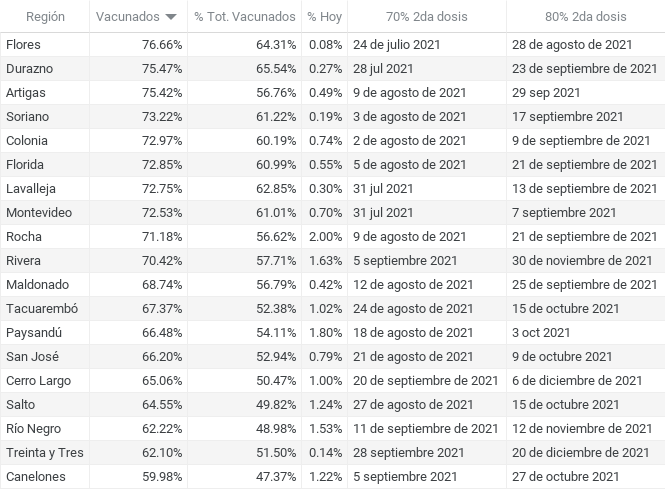 Región Vacunados % Tot. Vacunados % Hoy 70% 2da dosis 80% 2da dosis
Flores 76.66% 64.31% 0.08% 24 de julio 2021 28 de agosto de 2021
Durazno 75.47% 65.54% 0.27% 28 jul 2021 23 de septiembre de 2021
Artigas 75.42% 56.76% 0.49% 9 de agosto de 2021 29 sep 2021
Soriano 73.22% 61.22% 0.19% 3 de agosto de 2021 17 septiembre 2021
Colonia 72.97% 60.19% 0.74% 2 de agosto de 2021 9 de septiembre de 2021
Florida 72.85% 60.99% 0.55% 5 de agosto de 2021 21 de septiembre de 2021
Lavalleja 72.75% 62.85% 0.30% 31 jul 2021 13 de septiembre de 2021
Montevideo 72.53% 61.01% 0.70% 31 jul 2021 7 septiembre 2021
Rocha 71.18% 56.62% 2.00% 9 de agosto de 2021 21 de septiembre de 2021
Rivera 70.42% 57.71% 1.63% 5 septiembre 2021 30 de noviembre de 2021
Maldonado 68.74% 56.79% 0.42% 12 de agosto de 2021 25 de septiembre de 2021
Tacuarembó 67.37% 52.38% 1.02% 24 de agosto de 2021 15 de octubre 2021
Paysandú 66.48% 54.11% 1.80% 18 de agosto de 2021 3 oct 2021
San José 66.20% 52.94% 0.79% 21 de agosto de 2021 9 de octubre 2021
Cerro Largo 65.06% 50.47% 1.00% 20 de septiembre de 2021 6 de diciembre de 2021
Salto 64.55% 49.82% 1.24% 27 de agosto de 2021 15 de octubre 2021
Río Negro 62.22% 48.98% 1.53% 11 de septiembre de 2021 12 de noviembre de 2021
Treinta y Tres 62.10% 51.50% 0.14% 28 septiembre 2021 20 de diciembre de 2021
Canelones 59.98% 47.37% 1.22% 5 septiembre 2021 27 de octubre 2021